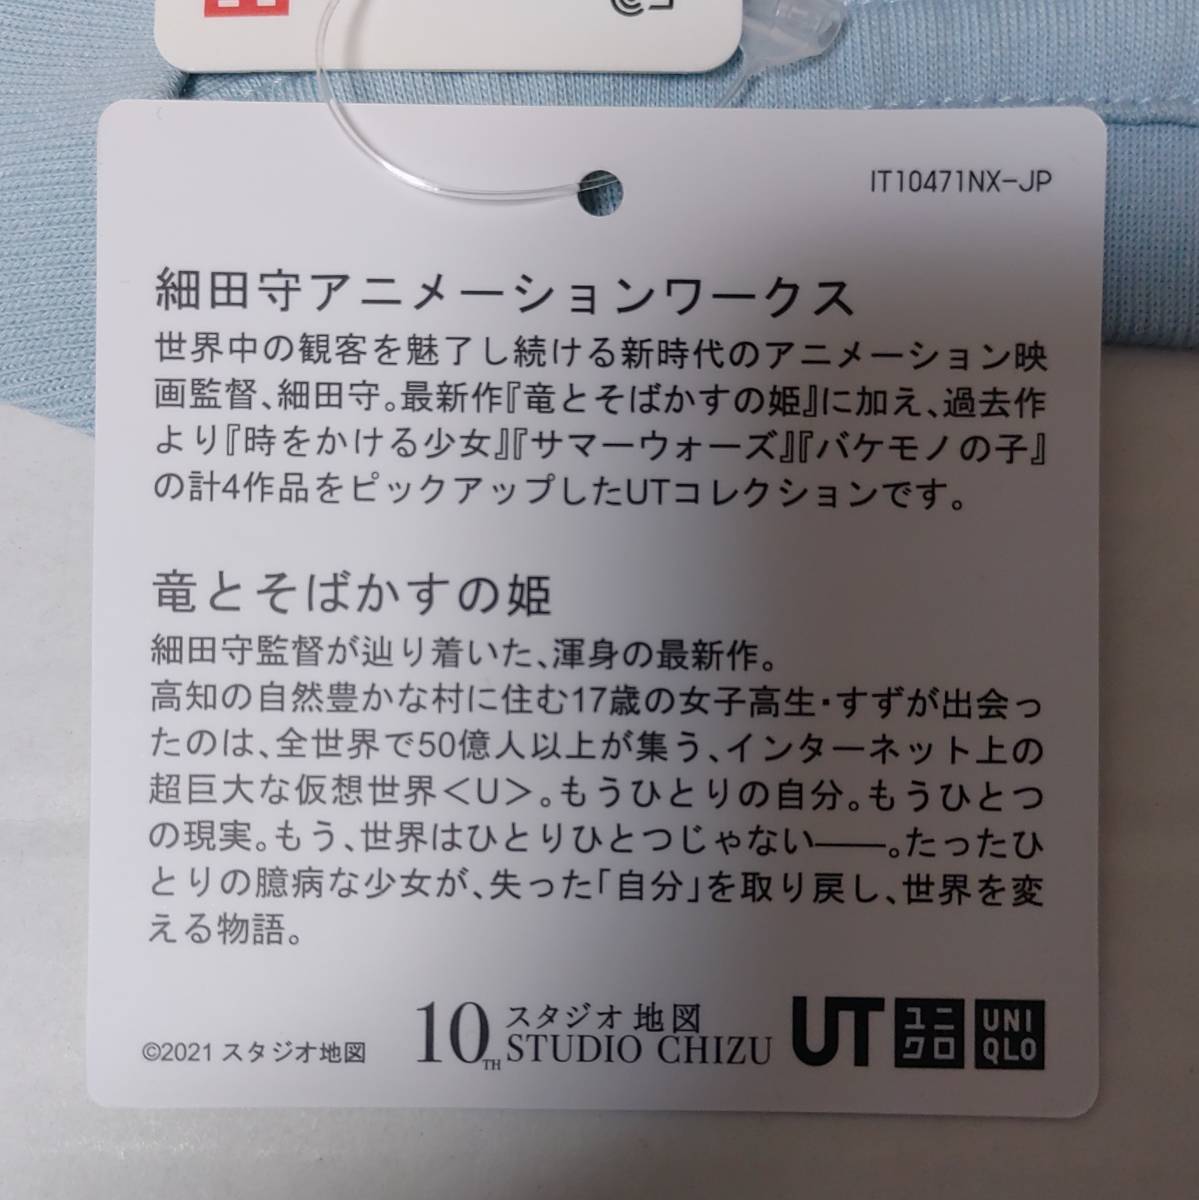 IT10471NX-JP
細田守アニメーションワークス
世界中の観客を魅了し続ける新時代のアニメーション映
画監督、細田守。最新作『竜とそばかすの姫』に加え、過去作
より『時をかける少女』『サマーウォーズ』『バケモノの子』
の計4作品をピックアップしたUTコレクションです。
竜とそばかすの姫
細田守監督が辿り着いた、渾身の最新作。
高知の自然豊かな村に住む17歳の女子高生・すずが出会っ
たのは、全世界で50億人以上が集う、インターネット上の
超巨大な仮想世界＜U＞。もうひとりの自分。もうひとつ
の現実。もう、世界はひとりひとつじゃない――。たったひ
とりの臆病な少女が、失った「自分」を取り戻し、世界を変
える物語。
©2021 スタジオ地図
10TH スタジオ地図
STUDIO CHIZU
UT ユニクロ UNIQLO